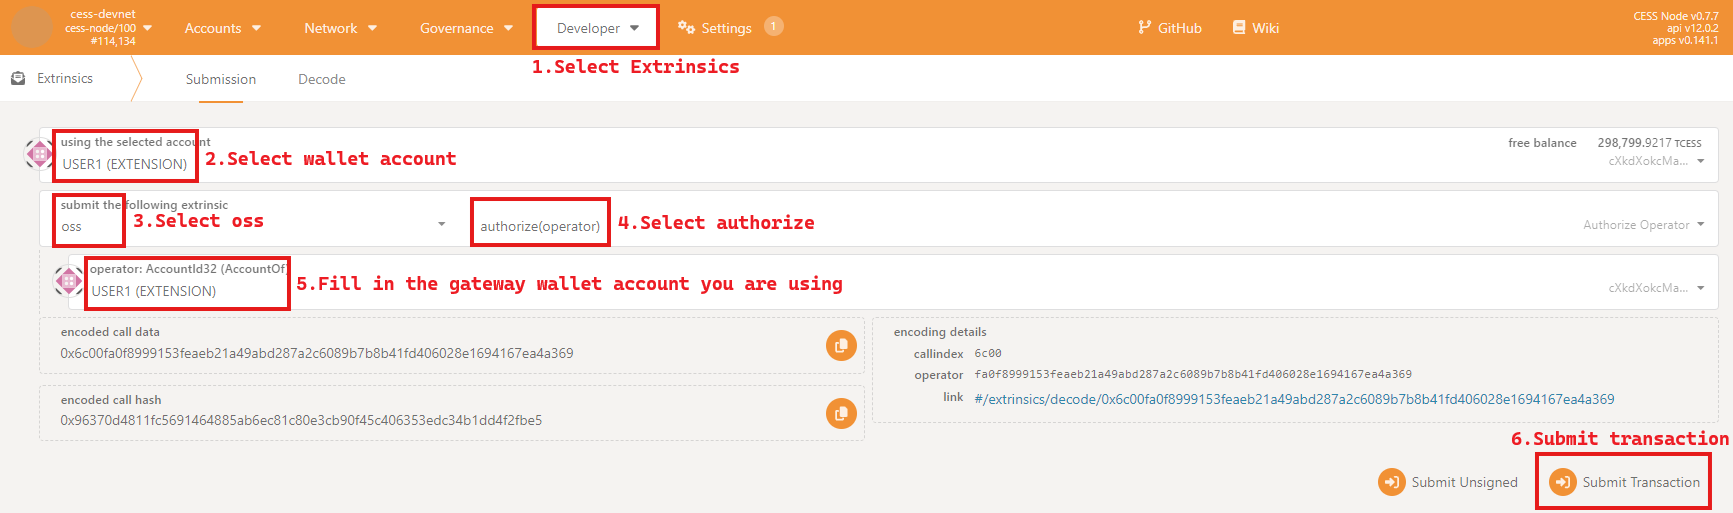 cess-devnet
cess-node/100
#114,134
Accounts
Network
Governance
Developer
Settings
1
GitHub
Wiki
CESS Node v0.7.7
api v12.0.2
apps v0.141.1
1.Select Extrinsics
Extrinsics
Submission
Decode
using the selected account
USER1 (EXTENSION)
2.Select wallet account
free balance 298,799.9217 TCESS
cXkdXokcMa...
submit the following extrinsic
oss
3.Select oss
authorize(operator)
4.Select authorize
Authorize Operator
operator: AccountId32 (AccountOf)
USER1 (EXTENSION)
5.Fill in the gateway wallet account you are using
cXkdXokcMa...
encoded call data
0x6c00fa0f8999153feaeb21a49abd287a2c6089b7b8b41fd406028e1694167ea4a369
encoded call hash
0x96370d4811fc5691464885ab6ec81c80e3cb90f45c406353edc34b1dd4f2fbe5
encoding details
callindex 6c00
operator fa0f8999153feaeb21a49abd287a2c6089b7b8b41fd406028e1694167ea4a369
link #/extrinsics/decode/0x6c00fa0f8999153feaeb21a49abd287a2c6089b7b8b41fd406028e1694167ea4a369
6.Submit transaction
Submit Unsigned
Submit Transaction